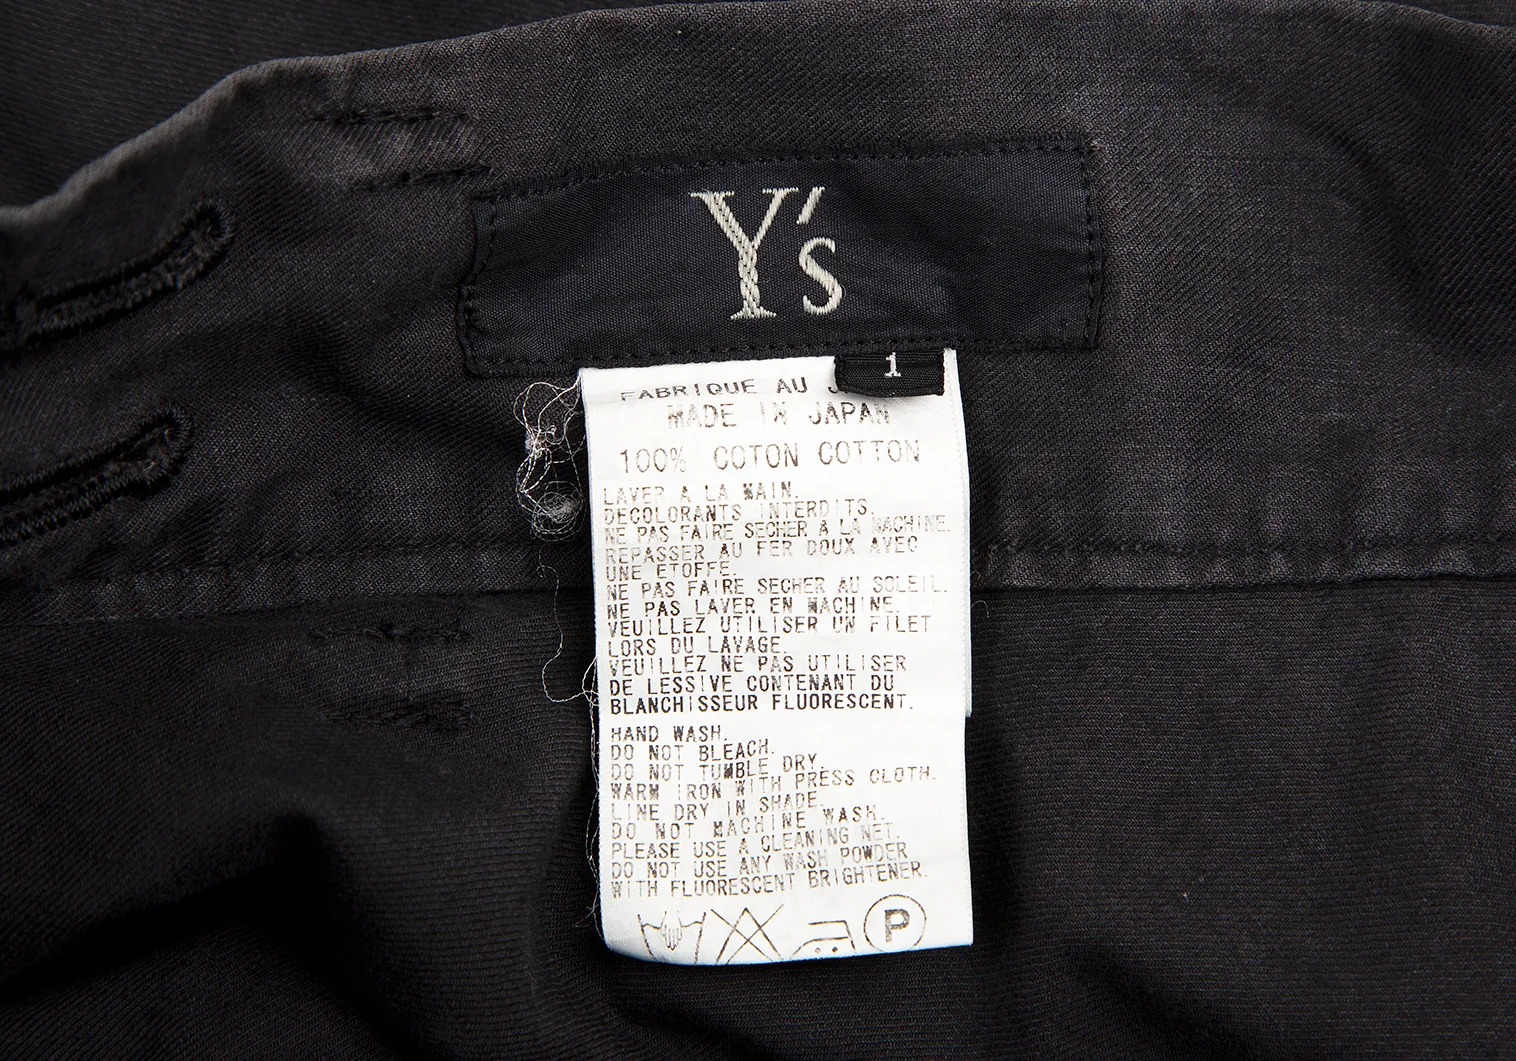 Y's
1
FABRIQUE AU J
MADE IN JAPAN
100% COTON COTTON
LAVER A LA MAIN.
DECOLORANTS INTERDITS.
NE PAS FAIRE SECHER A LA MACHINE.
REPASSER AU FER DOUX AVEC
UNE ETOFFE.
NE PAS FAIRE SECHER AU SOLEIL.
NE PAS LAVER EN MACHINE.
VEUILLEZ UTILISER UN FILET
LORS DU LAVAGE.
VEUILLEZ NE PAS UTILISER
DE LESSIVE CONTENANT DU
BLANCHISSEUR FLUORESCENT.
HAND WASH.
DO NOT BLEACH.
DO NOT TUMBLE DRY.
WARM IRON WITH PRESS CLOTH.
LINE DRY IN SHADE.
DO NOT MACHINE WASH.
PLEASE USE A CLEANING NET.
DO NOT USE ANY WASH POWDER
WITH FLUORESCENT BRIGHTENER.
P